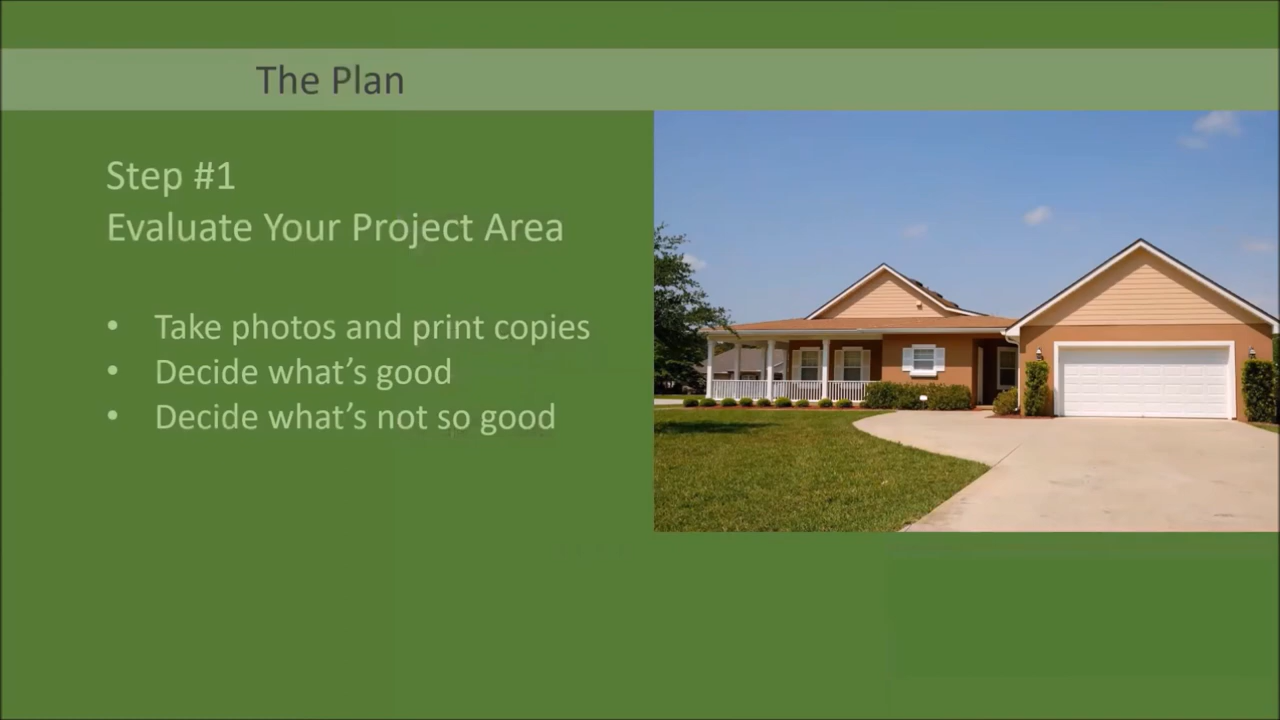 The Plan
Step #1
Evaluate Your Project Area
• Take photos and print copies
• Decide what’s good
• Decide what’s not so good